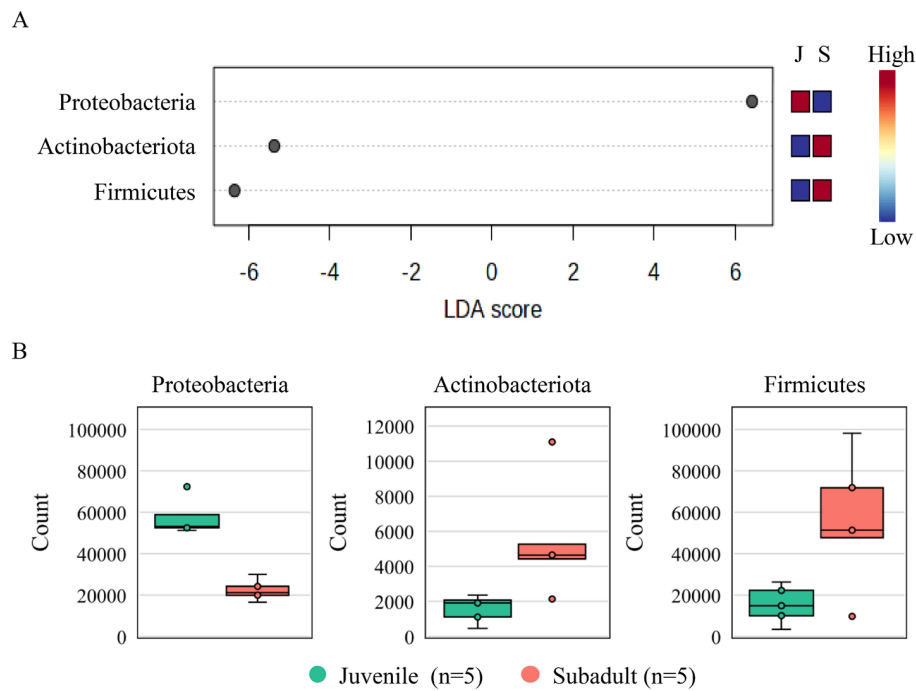 A
J S High
Proteobacteria
Actinobacteriota
Firmicutes
Low
-6 -4 -2 0 2 4 6
LDA score
B
Proteobacteria Actinobacteriota Firmicutes
Count
100000
80000
60000
40000
20000
0
Count
12000
10000
8000
6000
4000
2000
0
Count
100000
80000
60000
40000
20000
0
Juvenile (n=5) Subadult (n=5)